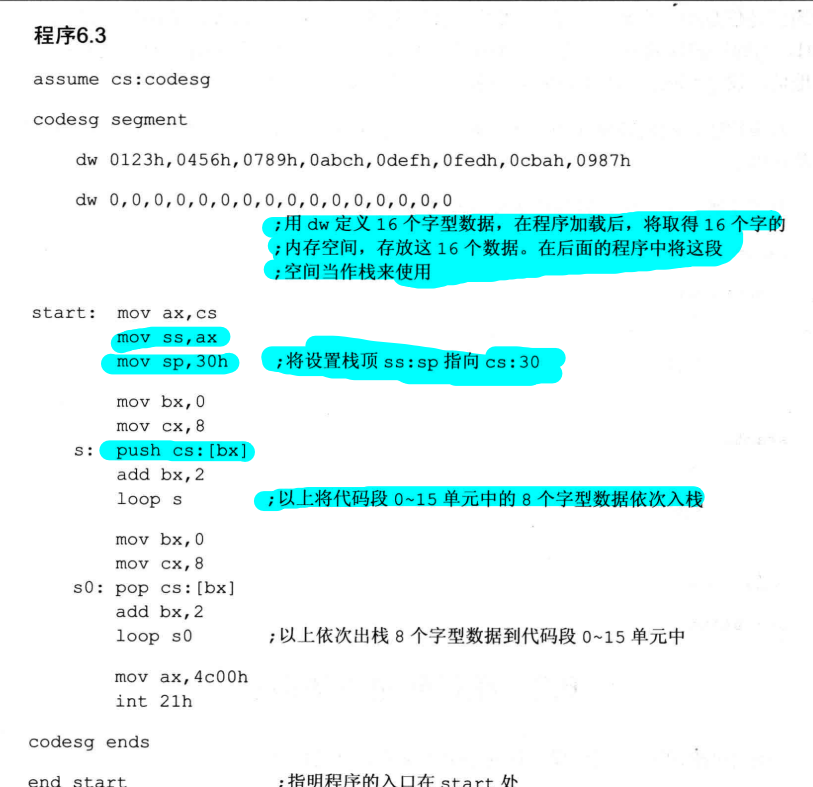 程序6.3
assume cs:codesg
codesg segment
dw 0123h,0456h,0789h,0abch,0defh,0fedh,0cbah,0987h
dw 0,0,0,0,0,0,0,0,0,0,0,0,0,0,0,0
;用 dw 定义 16 个字型数据，在程序加载后，将取得 16 个字的
;内存空间，存放这 16 个数据。在后面的程序中将这段
;空间当作栈来使用
start: mov ax,cs
mov ss,ax
mov sp,30h ;将设置栈顶 ss:sp 指向 cs:30
mov bx,0
mov cx,8
s: push cs:[bx]
add bx,2
loop s ;以上将代码段 0~15 单元中的 8 个字型数据依次入栈
mov bx,0
mov cx,8
s0: pop cs:[bx]
add bx,2
loop s0 ;以上依次出栈 8 个字型数据到代码段 0~15 单元中
mov ax,4c00h
int 21h
codesg ends
end start ;指明程序的入口在 start 处